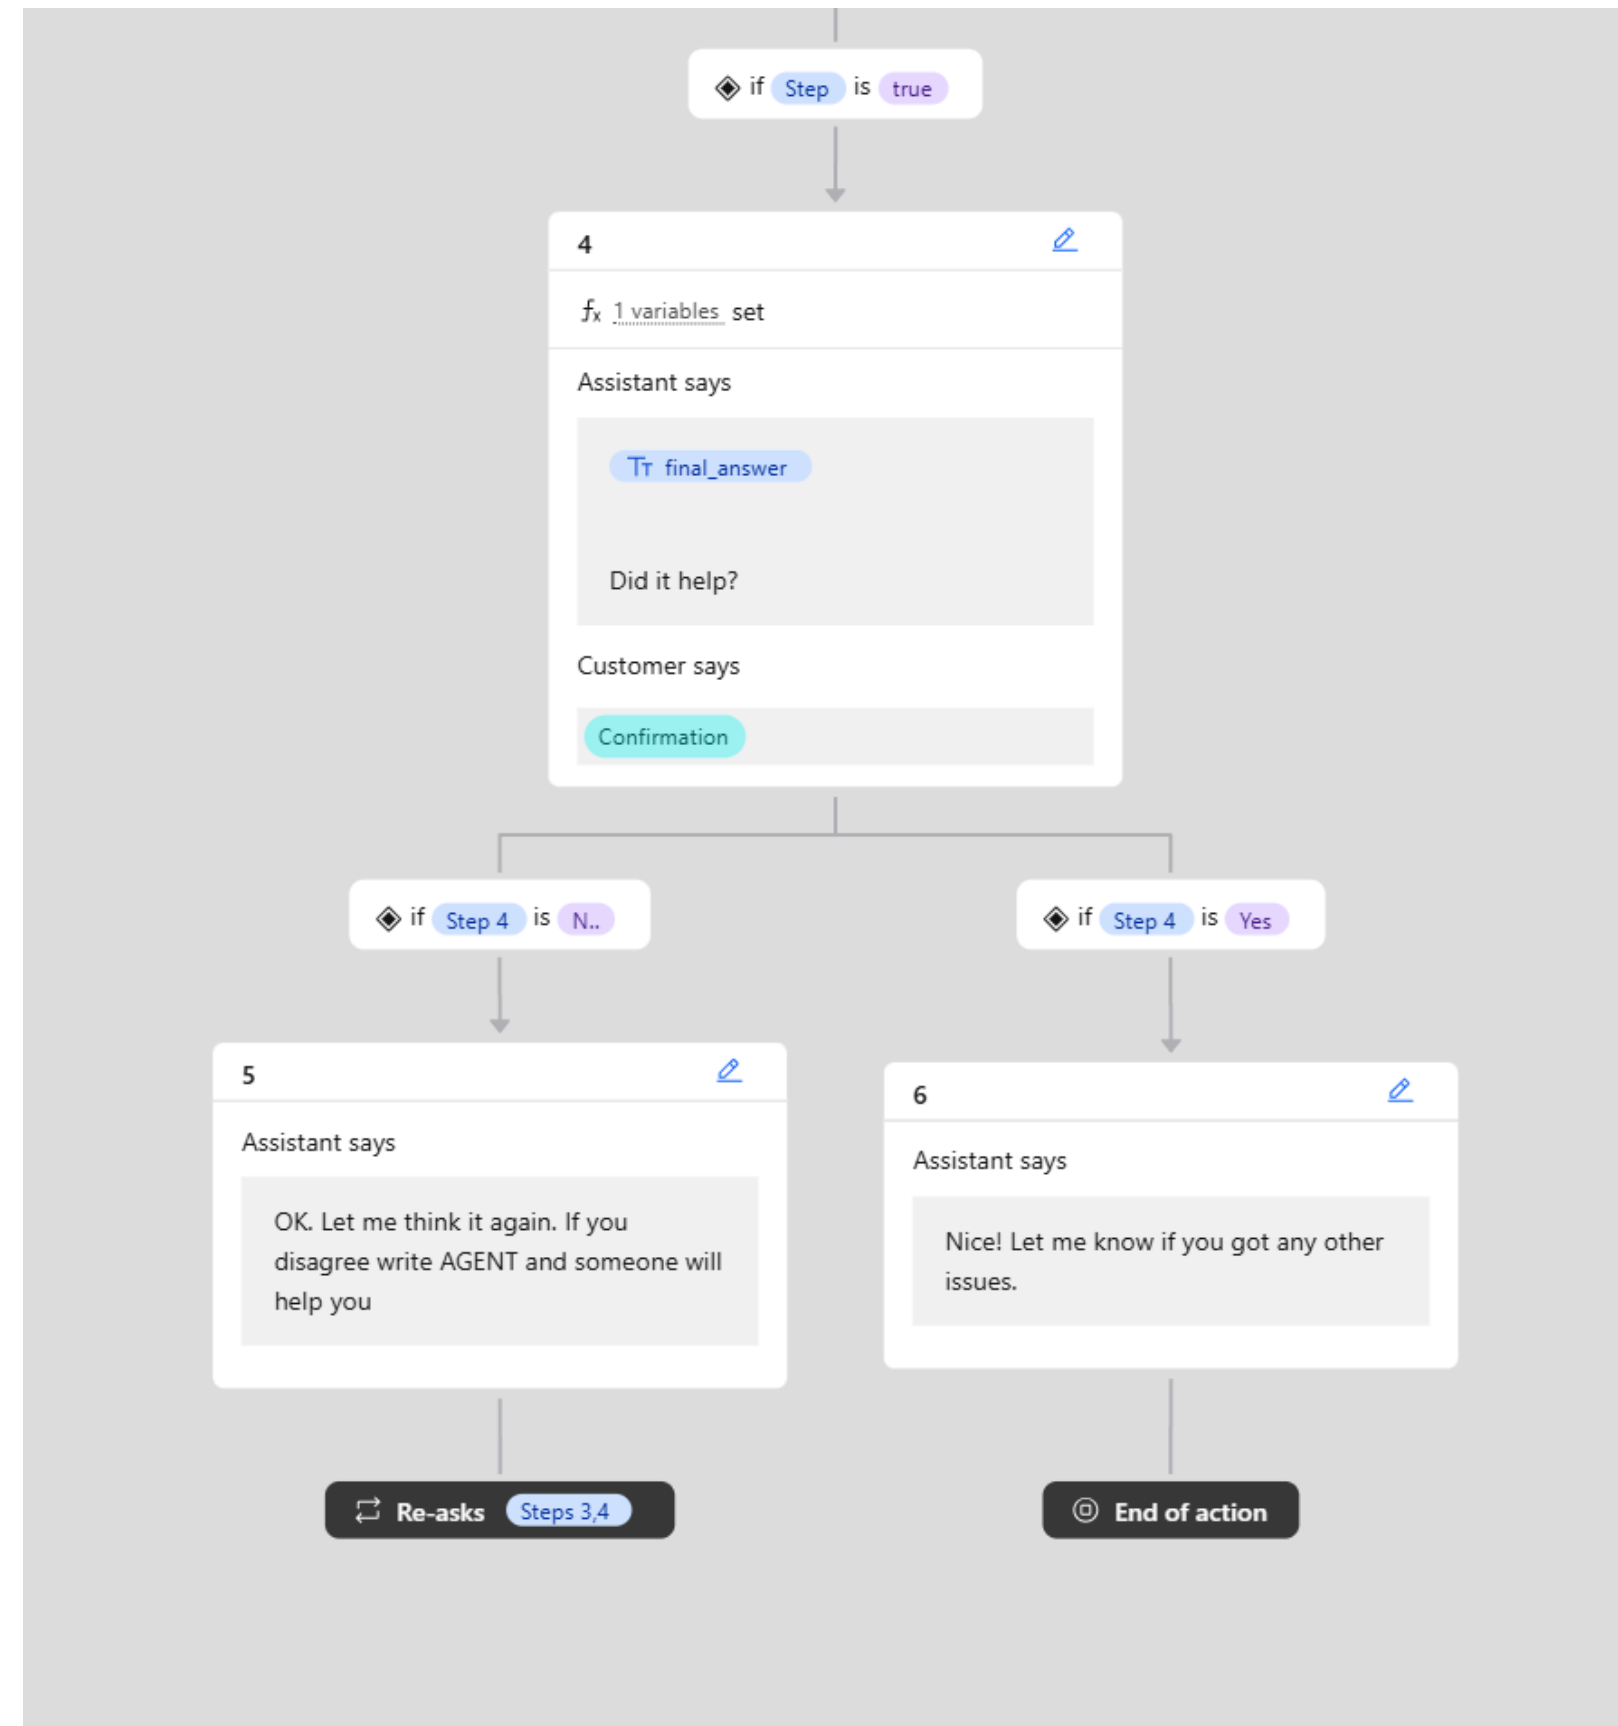 if Step is true
4
fx 1 variables set
Assistant says
Tт final_answer
Did it help?
Customer says
Confirmation
if Step 4 is N..
if Step 4 is Yes
5
Assistant says
OK. Let me think it again. If you
disagree write AGENT and someone will
help you
Re-asks Steps 3,4
6
Assistant says
Nice! Let me know if you got any other
issues.
End of action